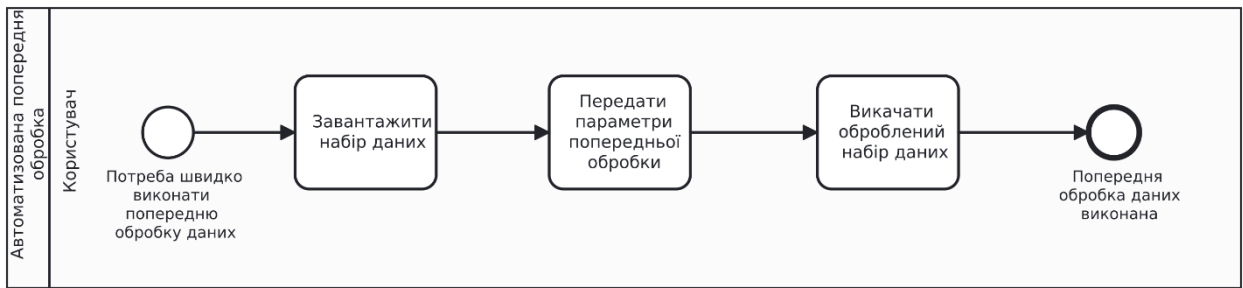 Автоматизована попередня
обробка
Користувач
Потреба швидко
виконати
попередню
обробку даних
Завантажити
набір даних
Передати
параметри
попередньої
обробки
Викачати
оброблений
набір даних
Попередня
обробка даних
виконана